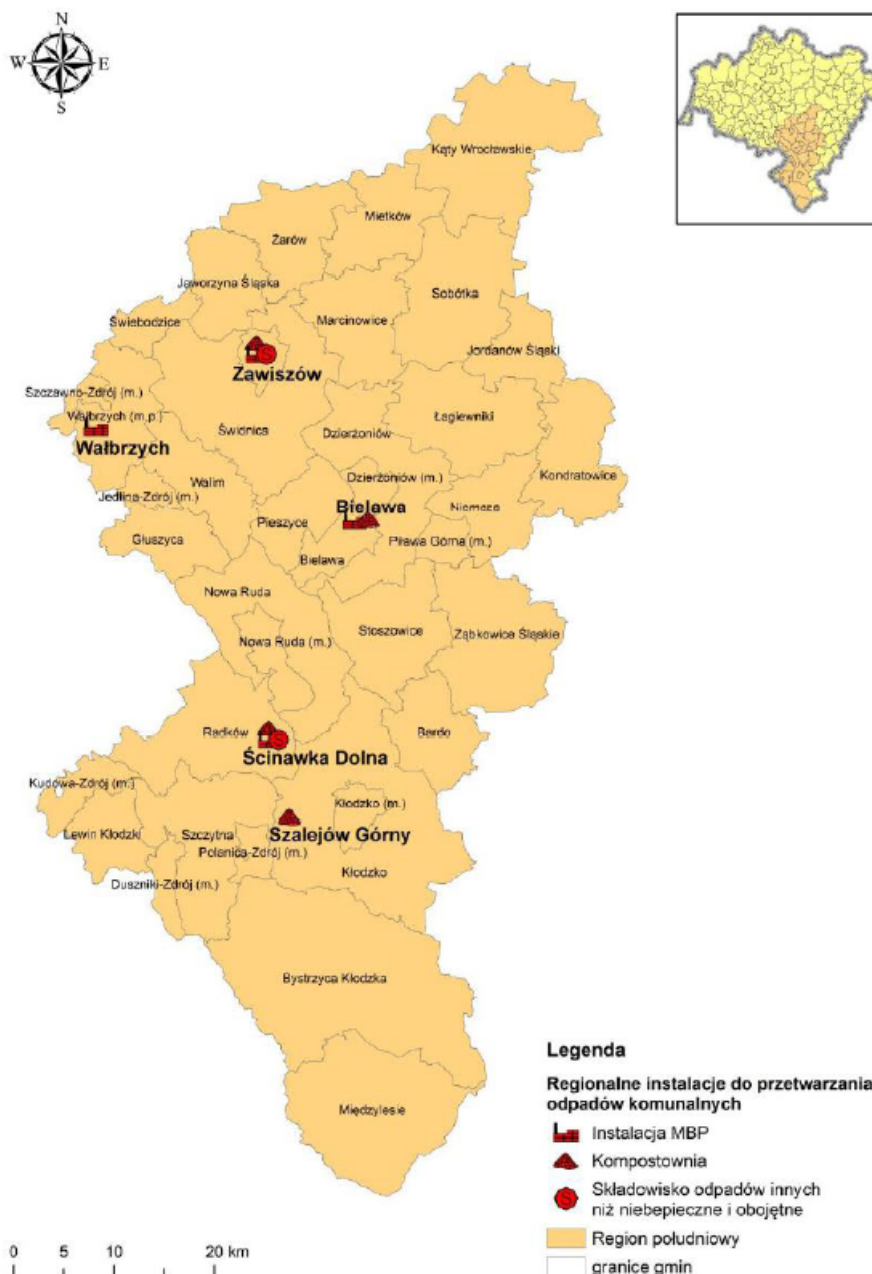 N
W E
S
Kąty Wrocławskie
Mietków
Żarów
Jaworzyna Śląska
Sobótka
Marcinowice
Świebodzice
Jordanów Śląski
Zawiszów
Szczawno-Zdrój (m.)
Łagiewniki
Wałbrzych (m.p.)
Świdnica
Dzierżoniów
Wałbrzych
Kondratowice
Dzierżoniów (m.)
Walim
Jedlina-Zdrój (m.)
Bielawa
Niemcza
Pieszyce
Głuszyca
Piława Górna (m.)
Bielawa
Nowa Ruda
Stoszowice
Ząbkowice Śląskie
Nowa Ruda (m.)
Radków
Bardo
Ścinawka Dolna
Kudowa-Zdrój (m.)
Kłodzko (m.)
Lewin Kłodzki
Szczytna
Szalejów Górny
Polanica-Zdrój (m.)
Kłodzko
Duszniki-Zdrój (m.)
Bystrzyca Kłodzka
Międzylesie
Legenda
Regionalne instalacje do przetwarzania
odpadów komunalnych
Instalacja MBP
Kompostownia
S Składowisko odpadów innych
niż niebepieczne i obojętne
Region południowy
granice gmin
0 5 10 20 km